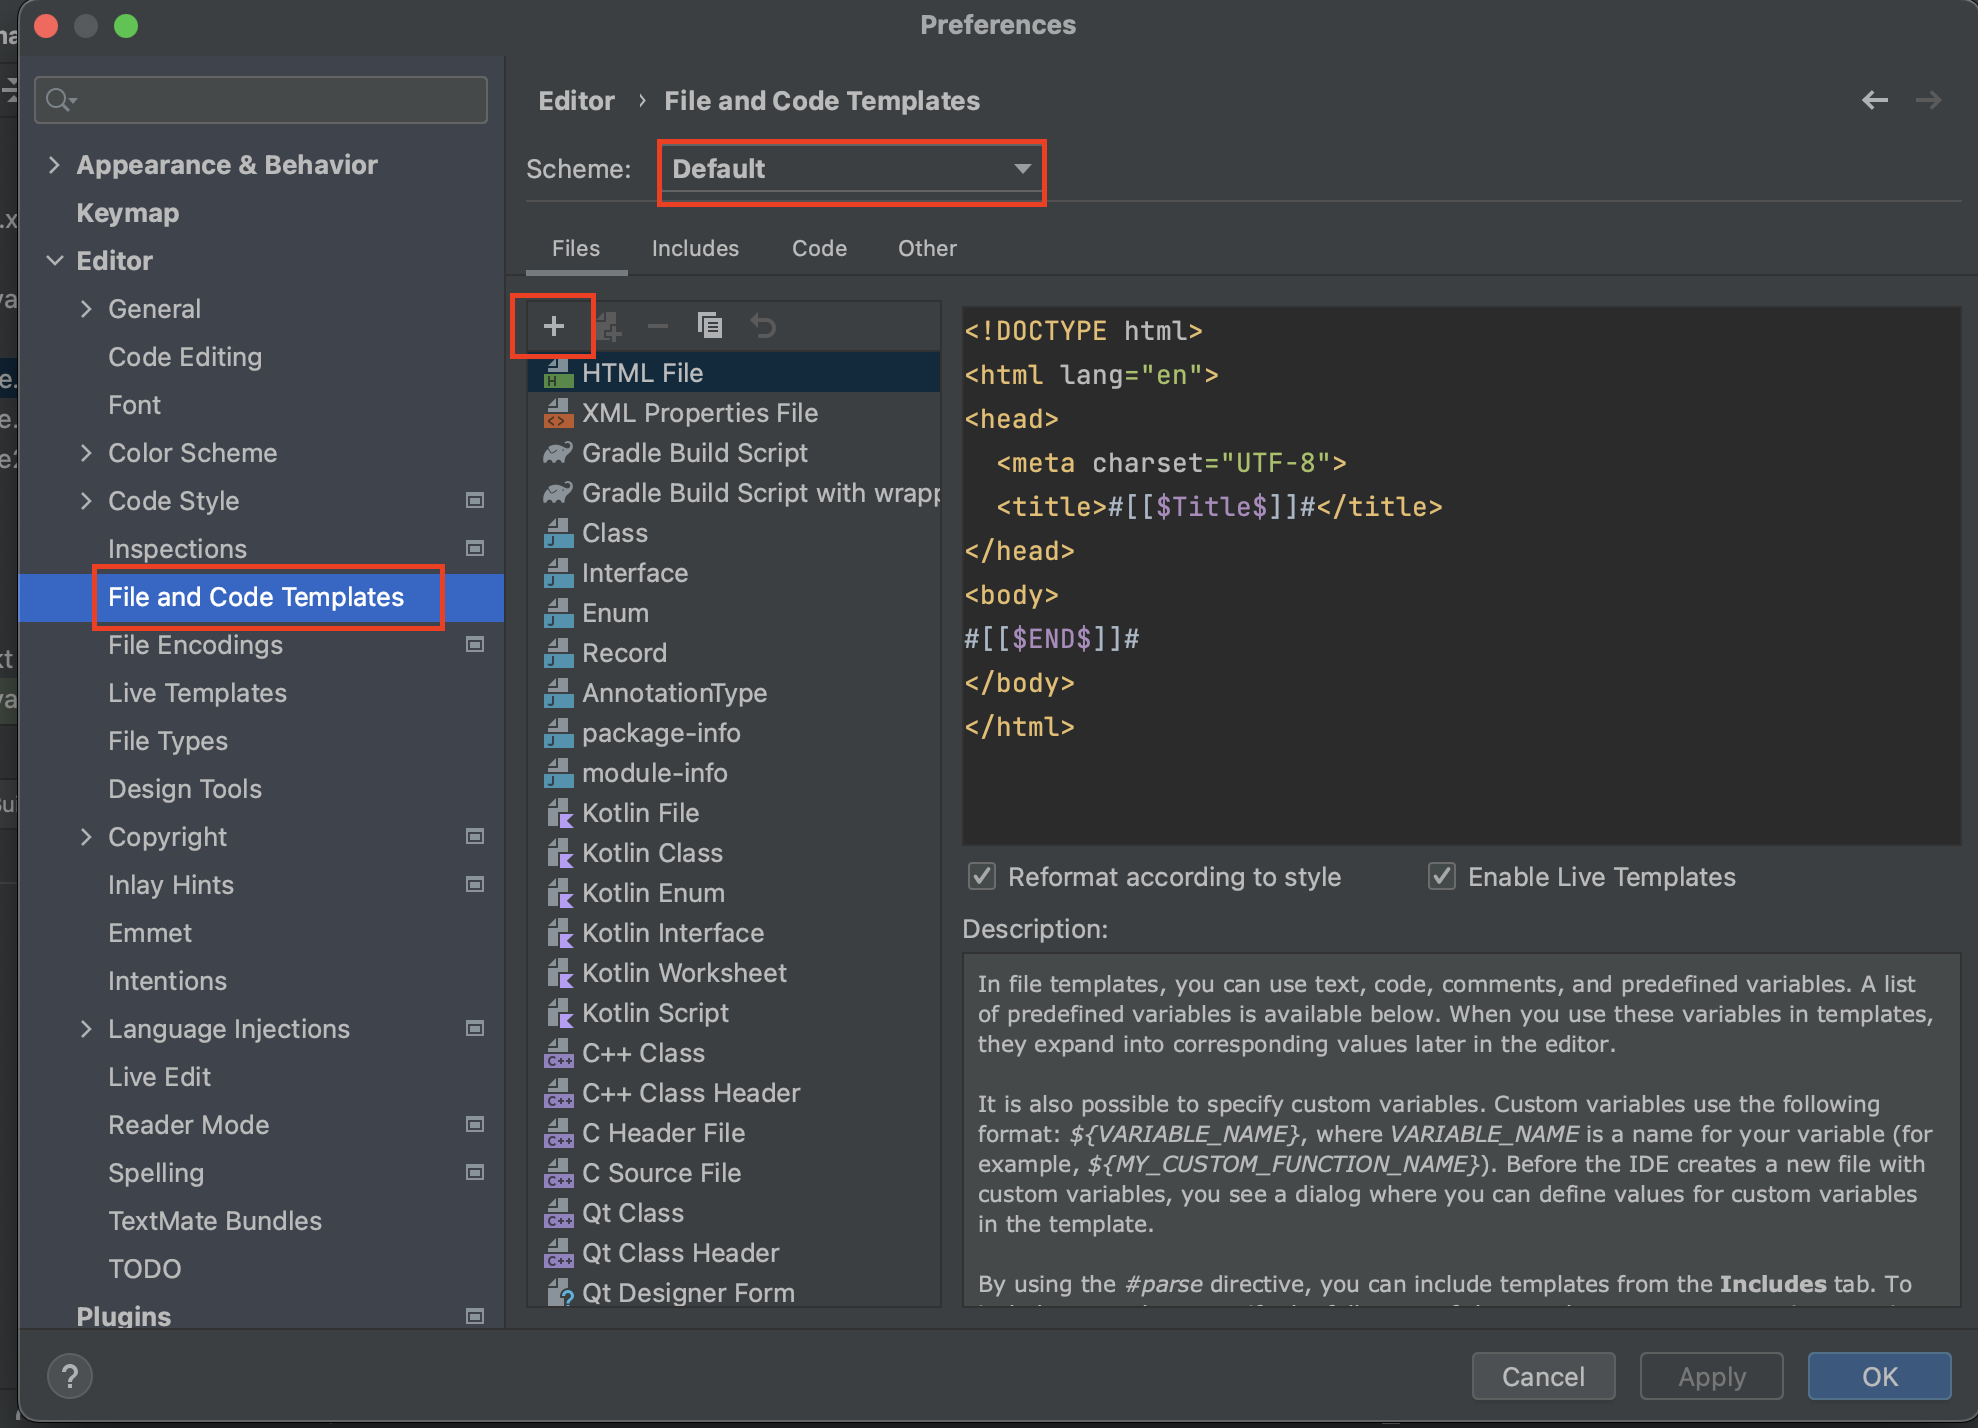 Preferences
Appearance & Behavior
Keymap
Editor
General
Code Editing
Font
Color Scheme
Code Style
Inspections
File and Code Templates
File Encodings
Live Templates
File Types
Design Tools
Copyright
Inlay Hints
Emmet
Intentions
Language Injections
Live Edit
Reader Mode
Spelling
TextMate Bundles
TODO
Plugins
Editor › File and Code Templates
Scheme: Default
Files Includes Code Other
HTML File
XML Properties File
Gradle Build Script
Gradle Build Script with wrapp
Class
Interface
Enum
Record
AnnotationType
package-info
module-info
Kotlin File
Kotlin Class
Kotlin Enum
Kotlin Interface
Kotlin Worksheet
Kotlin Script
C++ Class
C++ Class Header
C Header File
C Source File
Qt Class
Qt Class Header
Qt Designer Form
<!DOCTYPE html>
<html lang="en">
<head>
  <meta charset="UTF-8">
  <title>#[[$Title$]]#</title>
</head>
<body>
#[[$END$]]#
</body>
</html>
Reformat according to style Enable Live Templates
Description:
In file templates, you can use text, code, comments, and predefined variables. A list
of predefined variables is available below. When you use these variables in templates,
they expand into corresponding values later in the editor.
It is also possible to specify custom variables. Custom variables use the following
format: ${VARIABLE_NAME}, where VARIABLE_NAME is a name for your variable (for
example, ${MY_CUSTOM_FUNCTION_NAME}). Before the IDE creates a new file with
custom variables, you see a dialog where you can define values for custom variables
in the template.
By using the #parse directive, you can include templates from the Includes tab. To
? Cancel Apply OK